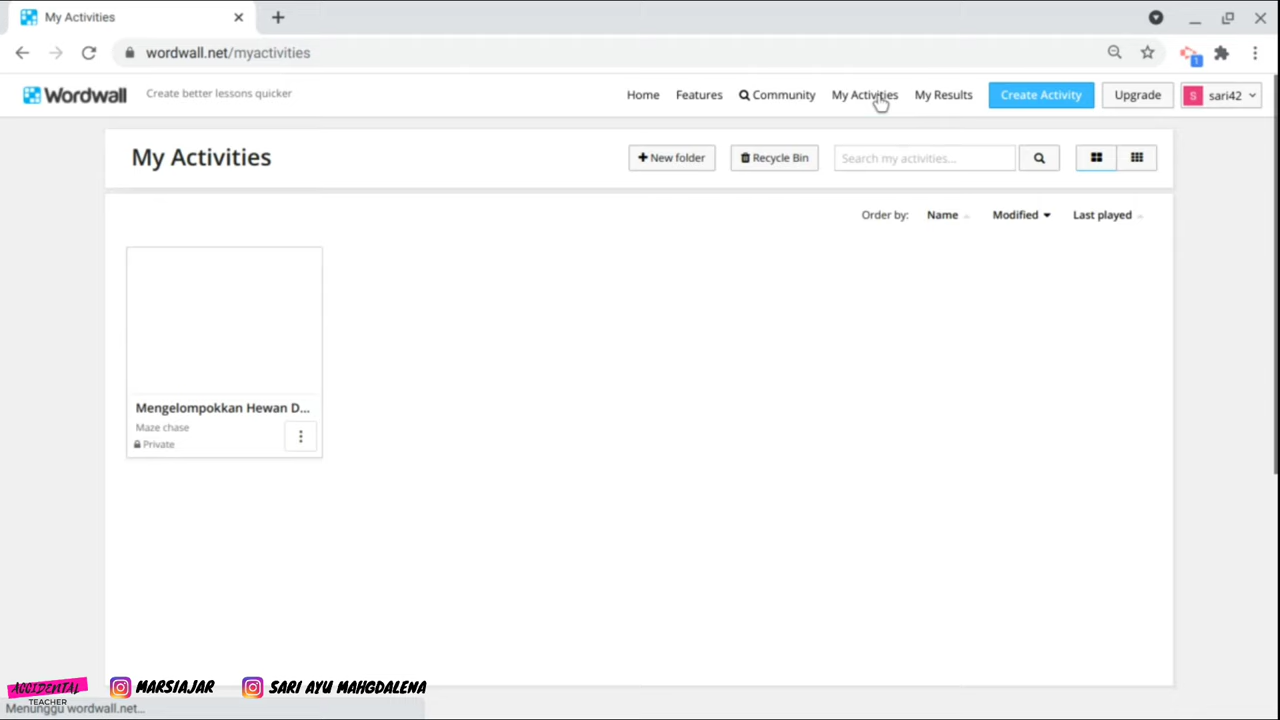 My Activities
wordwall.net/myactivities
1
Wordwall
Create better lessons quicker
Home
Features
Community
My Activities
My Results
Create Activity
Upgrade
S
sari42
My Activities
New folder
Recycle Bin
Search my activities...
Order by:
Name
Modified
Last played
Mengelompokkan Hewan D...
Maze chase
Private
ACCIDENTAL
TEACHER
MARSIAJAR
SARI AYU MAHGDALENA
Menunggu wordwall.net...